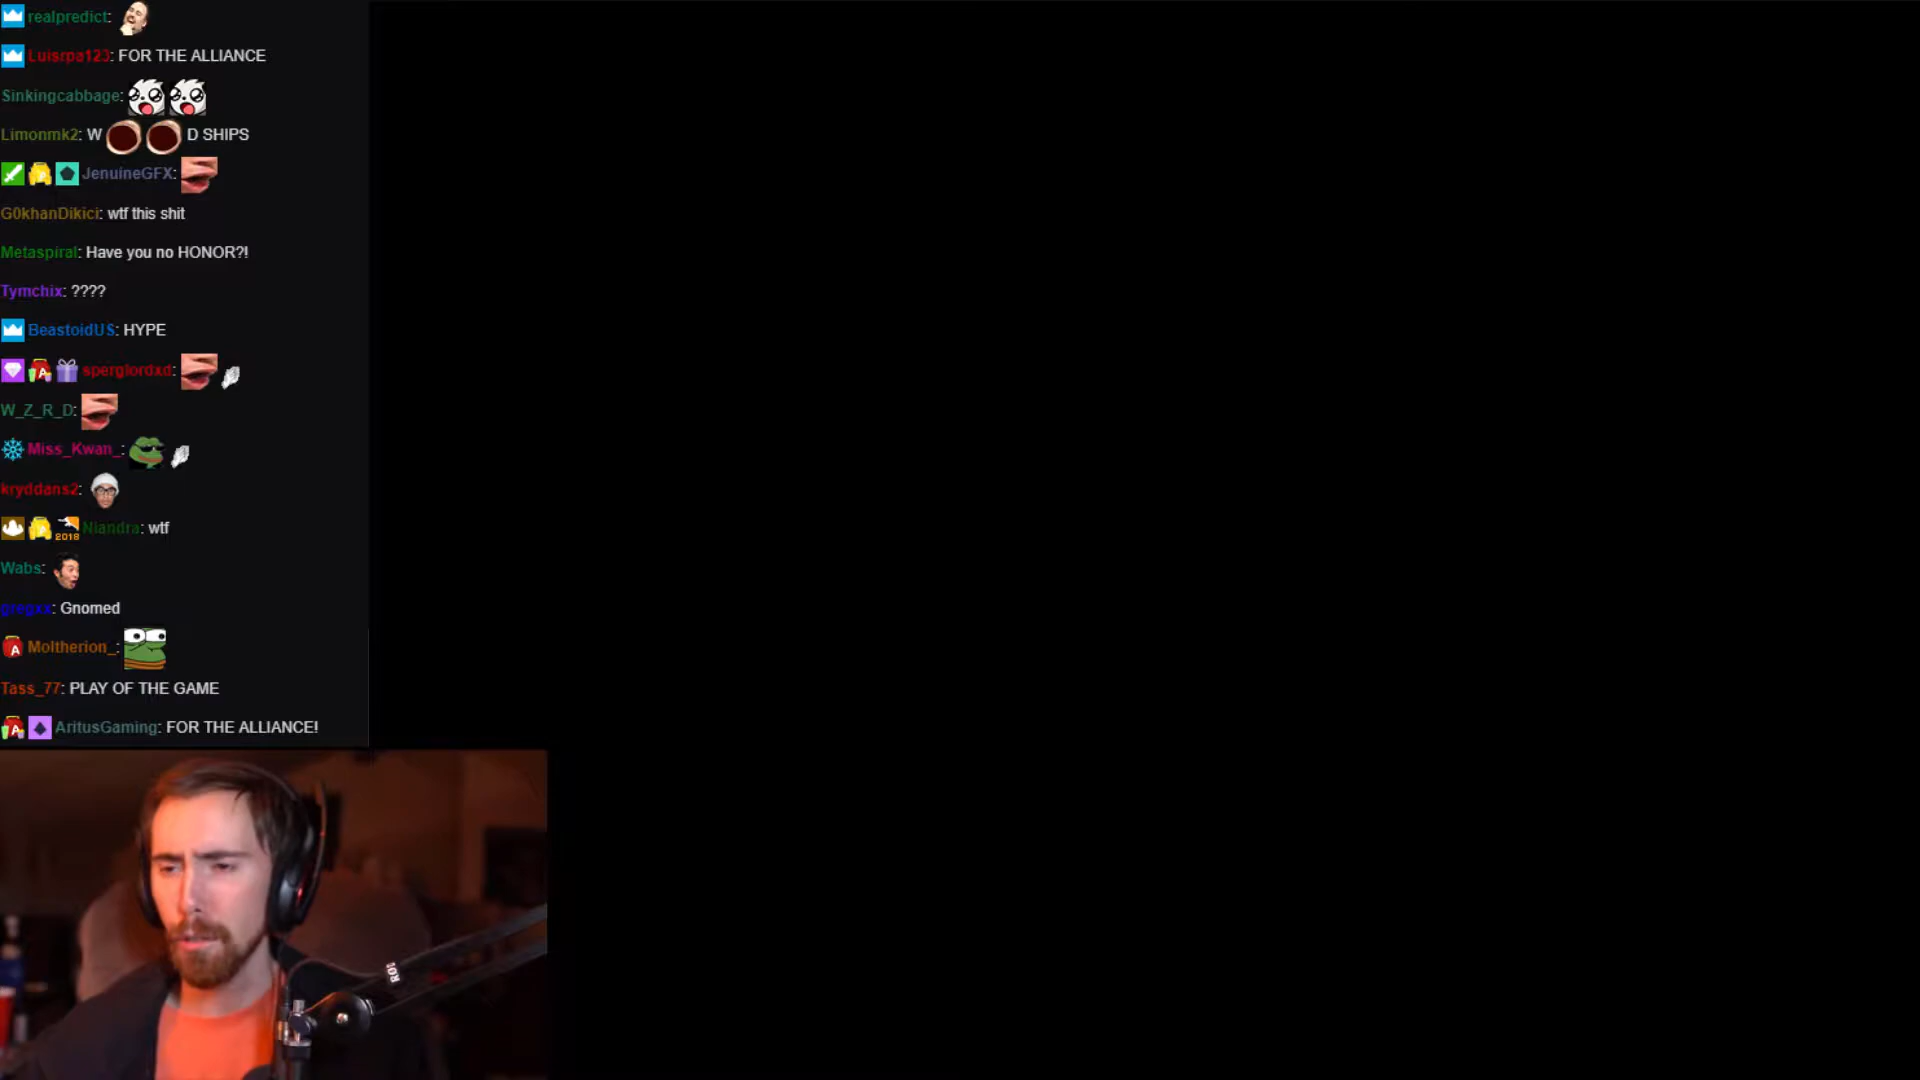 realpredict:
Luisrpa123: FOR THE ALLIANCE
Sinkingcabbage:
Limonmk2: W D SHIPS
JenuineGFX:
G0khanDikici: wtf this shit
Metaspiral: Have you no HONOR?!
Tymchix: ????
BeastoidUS: HYPE
sperglordxd:
W_Z_R_D:
Miss_Kwan_:
kryddans2:
2018 Niandra: wtf
Wabs:
gregxx: Gnomed
Moltherion_:
Tass_77: PLAY OF THE GAME
AritusGaming: FOR THE ALLIANCE!